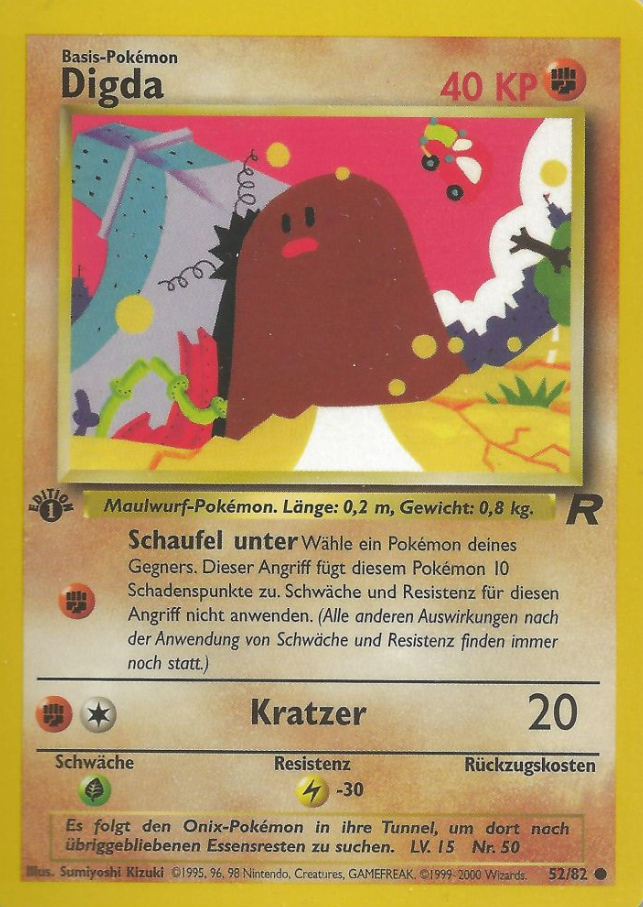 Basis-Pokémon
Digda
40 KP
EDITION
1
Maulwurf-Pokémon. Länge: 0,2 m, Gewicht: 0,8 kg.
R
Schaufel unter Wähle ein Pokémon deines
Gegners. Dieser Angriff fügt diesem Pokémon 10
Schadenspunkte zu. Schwäche und Resistenz für diesen
Angriff nicht anwenden. (Alle anderen Auswirkungen nach
der Anwendung von Schwäche und Resistenz finden immer
noch statt.)
Kratzer 20
Schwäche Resistenz Rückzugskosten
-30
Es folgt den Onix-Pokémon in ihre Tunnel, um dort nach
übriggebliebenen Essensresten zu suchen. LV. 15 Nr. 50
Illus. Sumiyoshi Kizuki ©1995, 96, 98 Nintendo, Creatures, GAMEFREAK. ©1999-2000 Wizards. 52/82